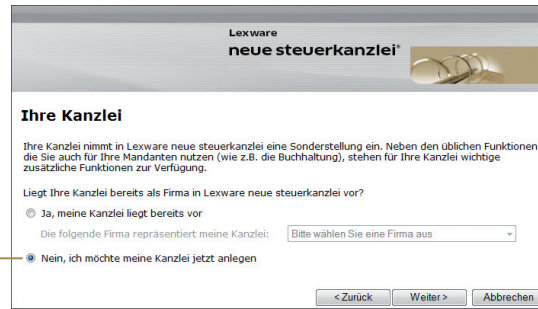 Lexware
neue steuerkanzlei
Ihre Kanzlei
Ihre Kanzlei nimmt in Lexware neue steuerkanzlei eine Sonderstellung ein. Neben den üblichen Funktionen
die Sie auch für Ihre Mandanten nutzen (wie z.B. die Buchhaltung), stehen für Ihre Kanzlei wichtige
zusätzliche Funktionen zur Verfügung.
Liegt Ihre Kanzlei bereits als Firma in Lexware neue steuerkanzlei vor?
Ja, meine Kanzlei liegt bereits vor
Die folgende Firma repräsentiert meine Kanzlei: Bitte wählen Sie eine Firma aus
Nein, ich möchte meine Kanzlei jetzt anlegen
< Zurück Weiter > Abbrechen